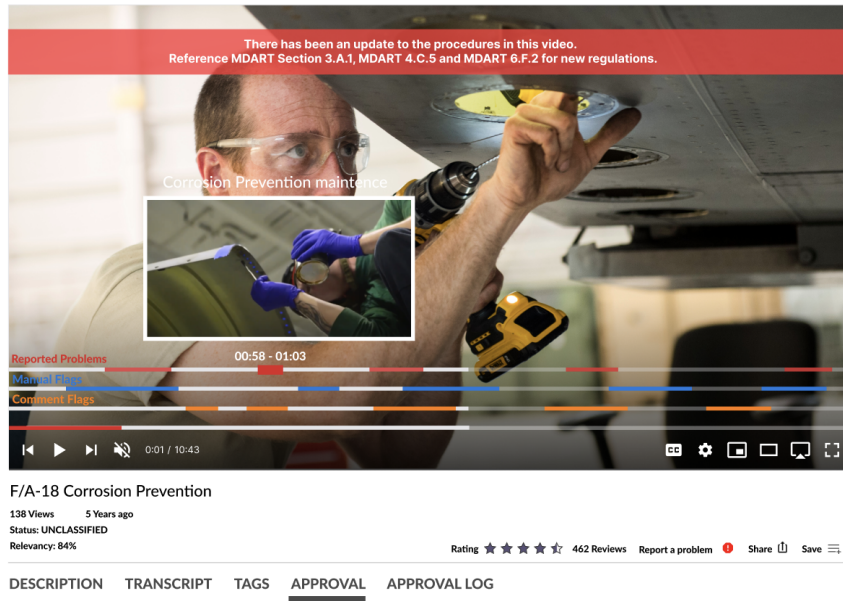 There has been an update to the procedures in this video.
Reference MDART Section 3.A.1, MDART 4.C.5 and MDART 6.F.2 for new regulations.
Corrosion Prevention maintence
Reported Problems
00:58 - 01:03
Manual Flags
Comment Flags
0:01 / 10:43
CC
F/A-18 Corrosion Prevention
138 Views 5 Years ago
Status: UNCLASSIFIED
Relevancy: 84%
Rating 462 Reviews Report a problem Share Save
DESCRIPTION TRANSCRIPT TAGS APPROVAL APPROVAL LOG